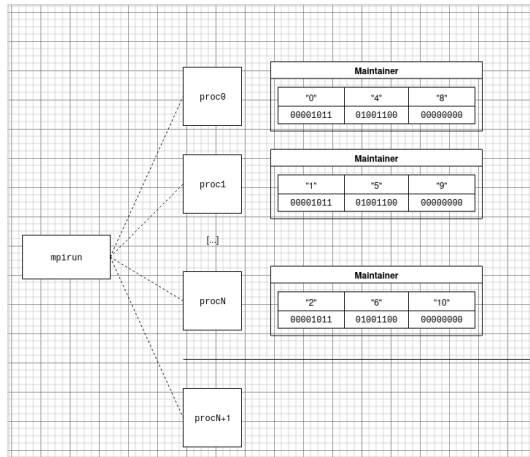 proc0
Maintainer
"0" "4" "8"
00001011 01001100 00000000
proc1
Maintainer
"1" "5" "9"
00001011 01001100 00000000
[...]
mpirun
procN
Maintainer
"2" "6" "10"
00001011 01001100 00000000
procN+1